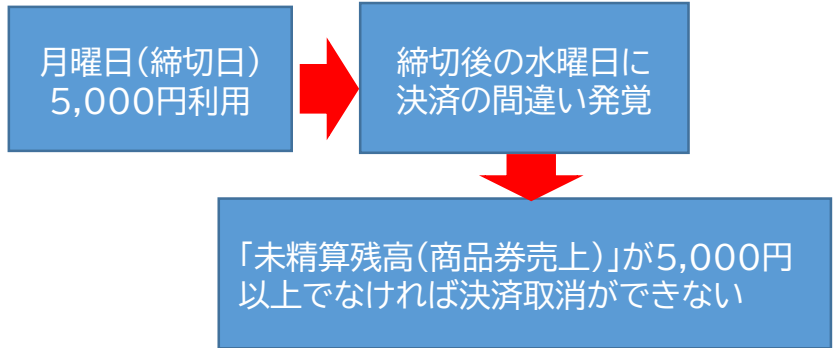 月曜日(締切日)
5,000円利用
締切後の水曜日に
決済の間違い発覚
「未精算残高(商品券売上)」が5,000円
以上でなければ決済取消ができない